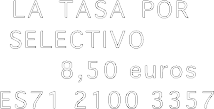 LA TASA POR
SELECTIVO
8,50 euros
ES71 2100 3357